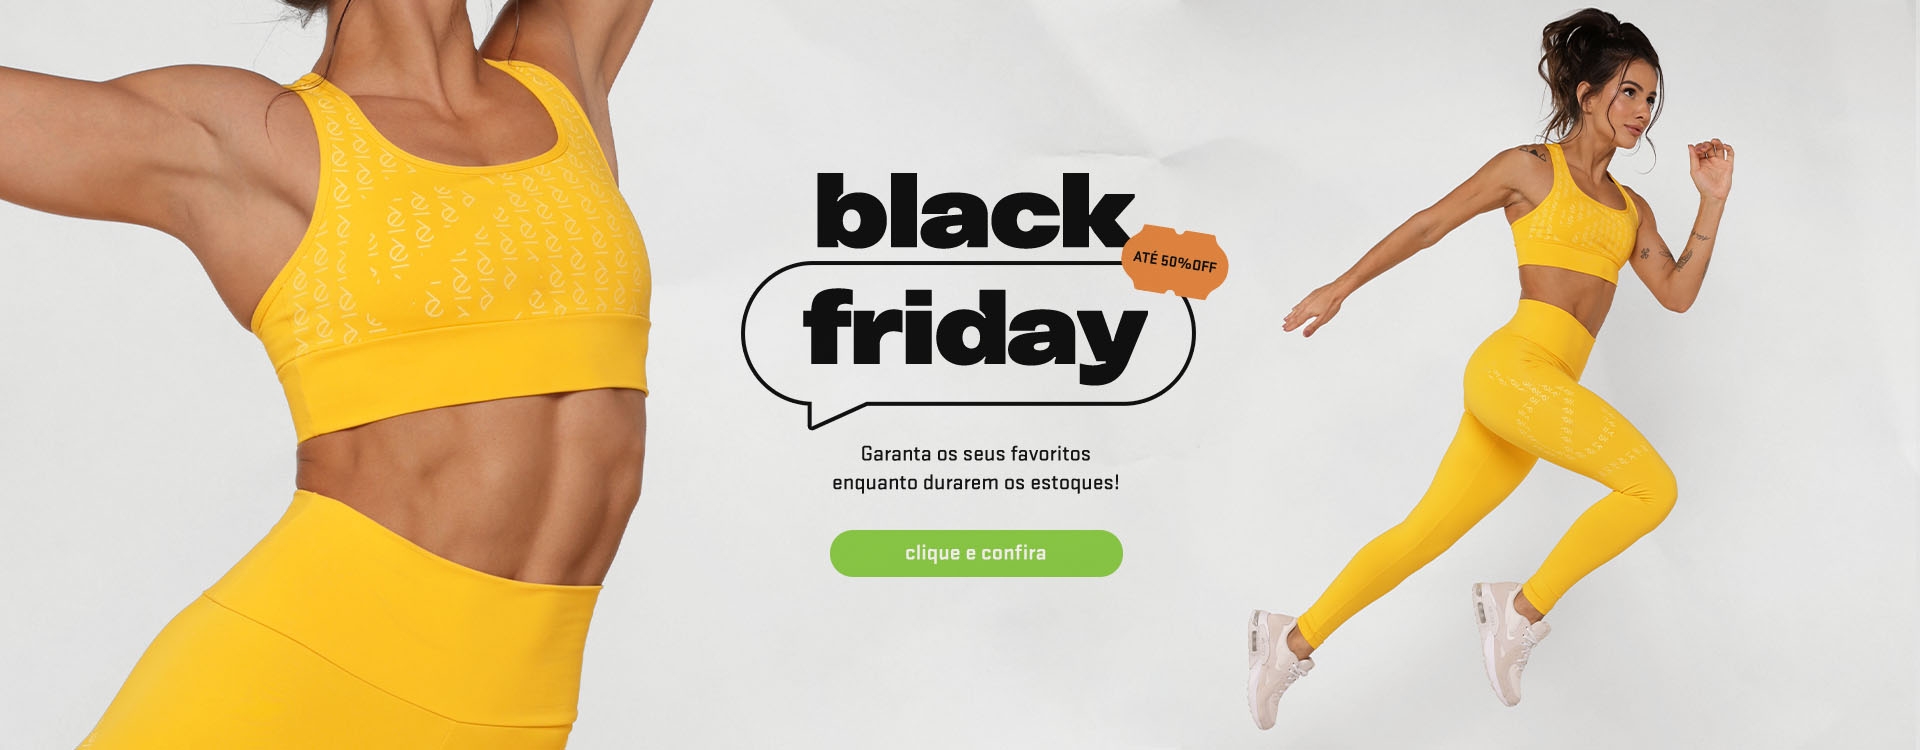 black
ATÉ 50%OFF
friday
Garanta os seus favoritos
enquanto durarem os estoques!
clique e confira